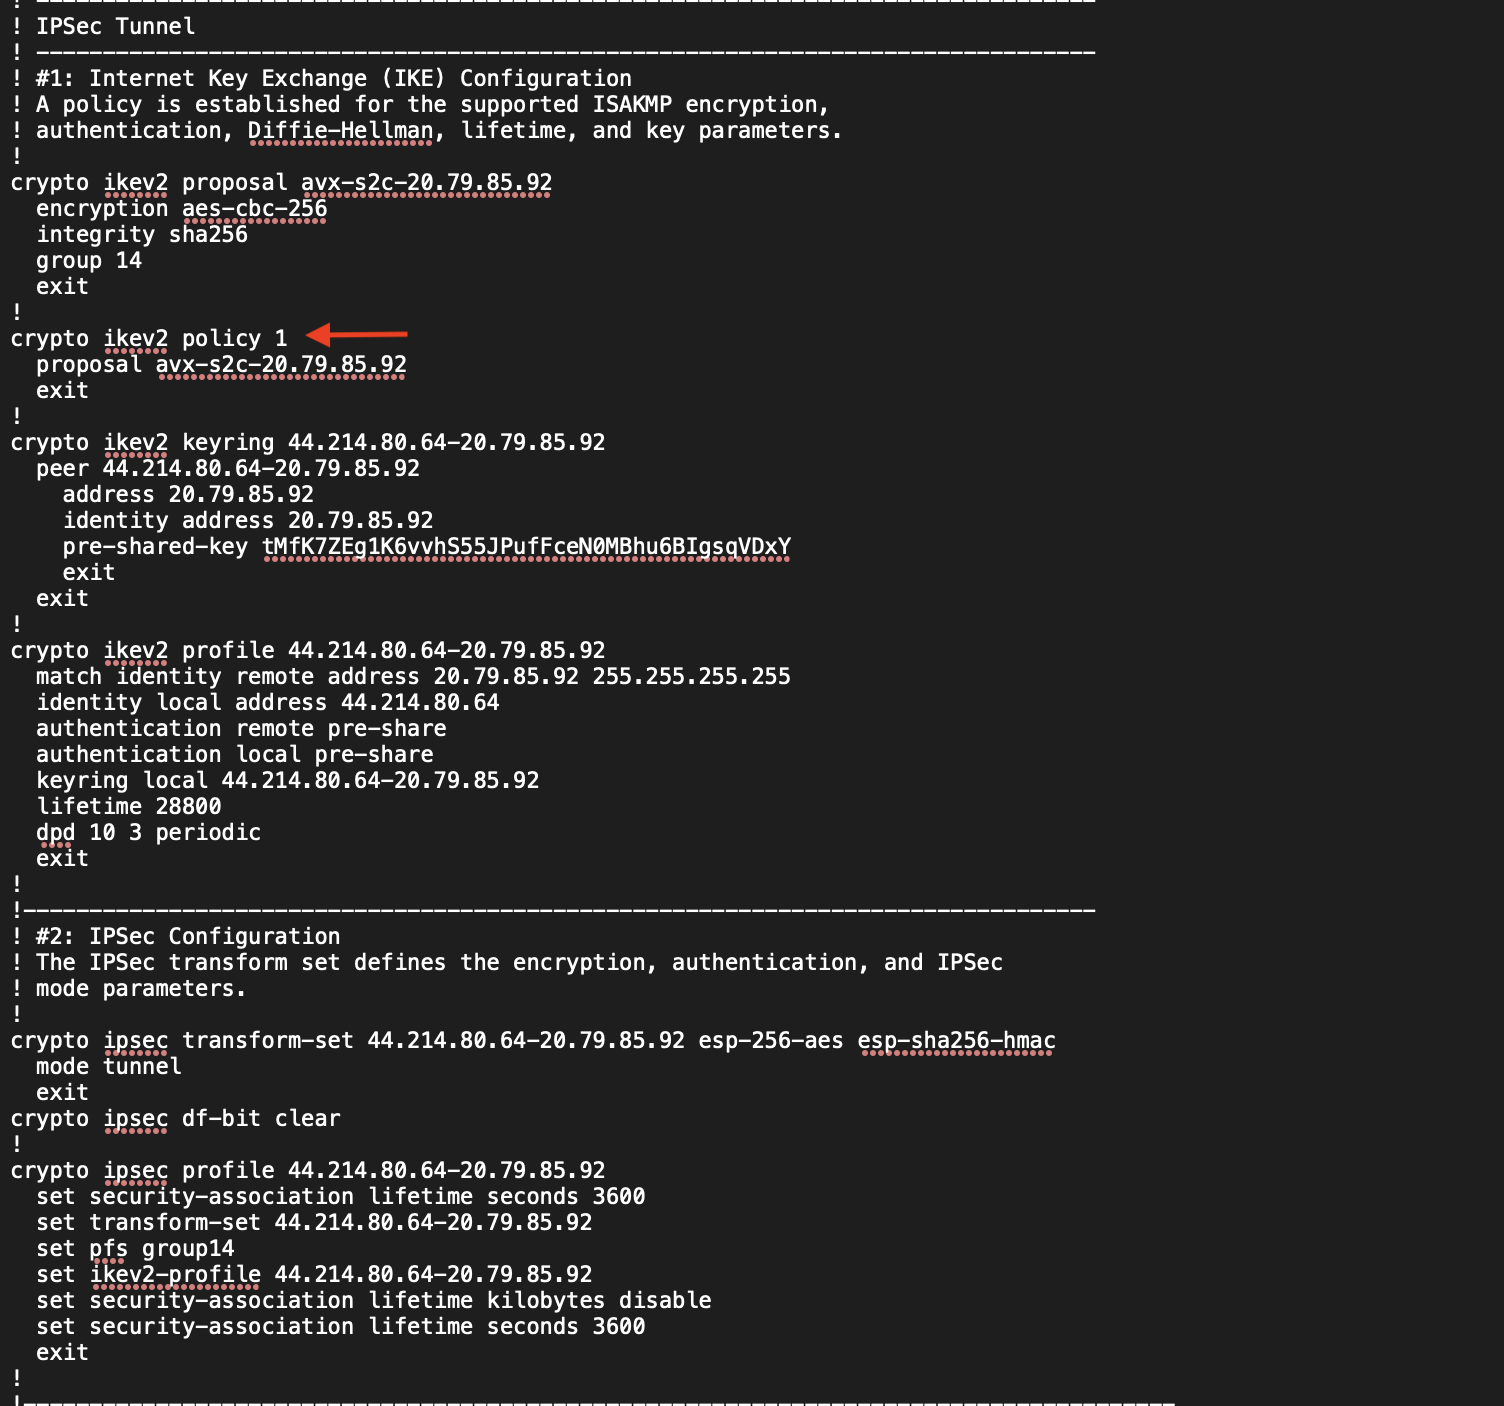 ! -------------------------------------------------------------------------------
! IPSec Tunnel
! -------------------------------------------------------------------------------
! #1: Internet Key Exchange (IKE) Configuration
! A policy is established for the supported ISAKMP encryption,
! authentication, Diffie-Hellman, lifetime, and key parameters.
!
crypto ikev2 proposal avx-s2c-20.79.85.92
  encryption aes-cbc-256
  integrity sha256
  group 14
  exit
!
crypto ikev2 policy 1
  proposal avx-s2c-20.79.85.92
  exit
!
crypto ikev2 keyring 44.214.80.64-20.79.85.92
  peer 44.214.80.64-20.79.85.92
    address 20.79.85.92
    identity address 20.79.85.92
    pre-shared-key tMfK7ZEg1K6vvhS55JPufFceN0MBhu6BIgsqVDxY
    exit
  exit
!
crypto ikev2 profile 44.214.80.64-20.79.85.92
  match identity remote address 20.79.85.92 255.255.255.255
  identity local address 44.214.80.64
  authentication remote pre-share
  authentication local pre-share
  keyring local 44.214.80.64-20.79.85.92
  lifetime 28800
  dpd 10 3 periodic
  exit
!
!---------------------------------------------------------------------------------
! #2: IPSec Configuration
! The IPSec transform set defines the encryption, authentication, and IPSec
! mode parameters.
!
crypto ipsec transform-set 44.214.80.64-20.79.85.92 esp-256-aes esp-sha256-hmac
  mode tunnel
  exit
crypto ipsec df-bit clear
!
crypto ipsec profile 44.214.80.64-20.79.85.92
  set security-association lifetime seconds 3600
  set transform-set 44.214.80.64-20.79.85.92
  set pfs group14
  set ikev2-profile 44.214.80.64-20.79.85.92
  set security-association lifetime kilobytes disable
  set security-association lifetime seconds 3600
  exit
!
!---------------------------------------------------------------------------------------